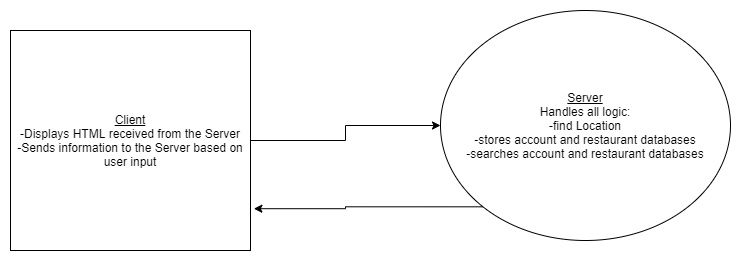 Client
-Displays HTML received from the Server
-Sends information to the Server based on
user input
Server
Handles all logic:
-find Location
-stores account and restaurant databases
-searches account and restaurant databases